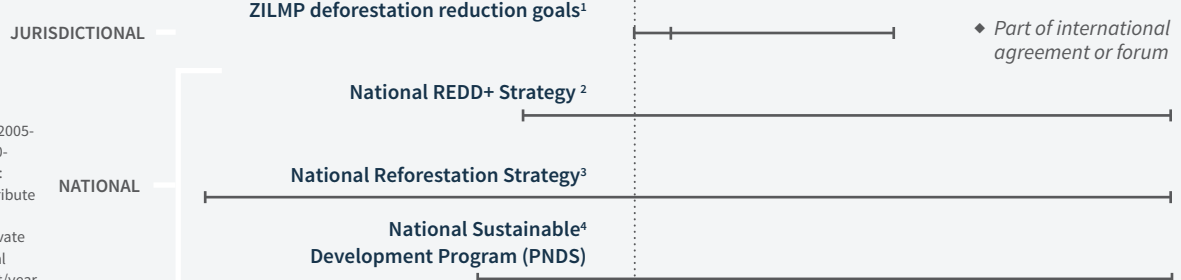 ZILMP deforestation reduction goals¹
JURISDICTIONAL
◆ Part of international
agreement or forum
National REDD+ Strategy ²
2005-
National Reforestation Strategy³
NATIONAL
National Sustainable⁴
Development Program (PNDS)